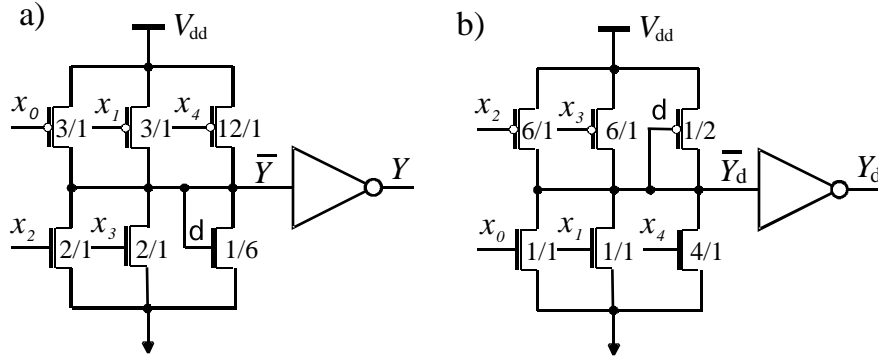 a)
V_dd
x_0 3/1 x_1 3/1 x_4 12/1
Y̅ Y
x_2 2/1 x_3 2/1 d 1/6
b)
V_dd
x_2 6/1 x_3 6/1 d 1/2
Y̅_d Y_d
x_0 1/1 x_1 1/1 x_4 4/1